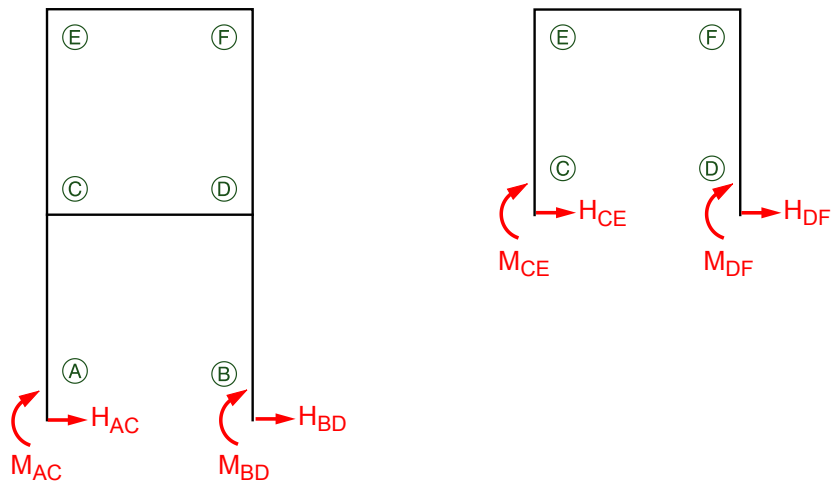 E F
C D
A B
H_AC H_BD
M_AC M_BD
E F
C D
H_CE H_DF
M_CE M_DF